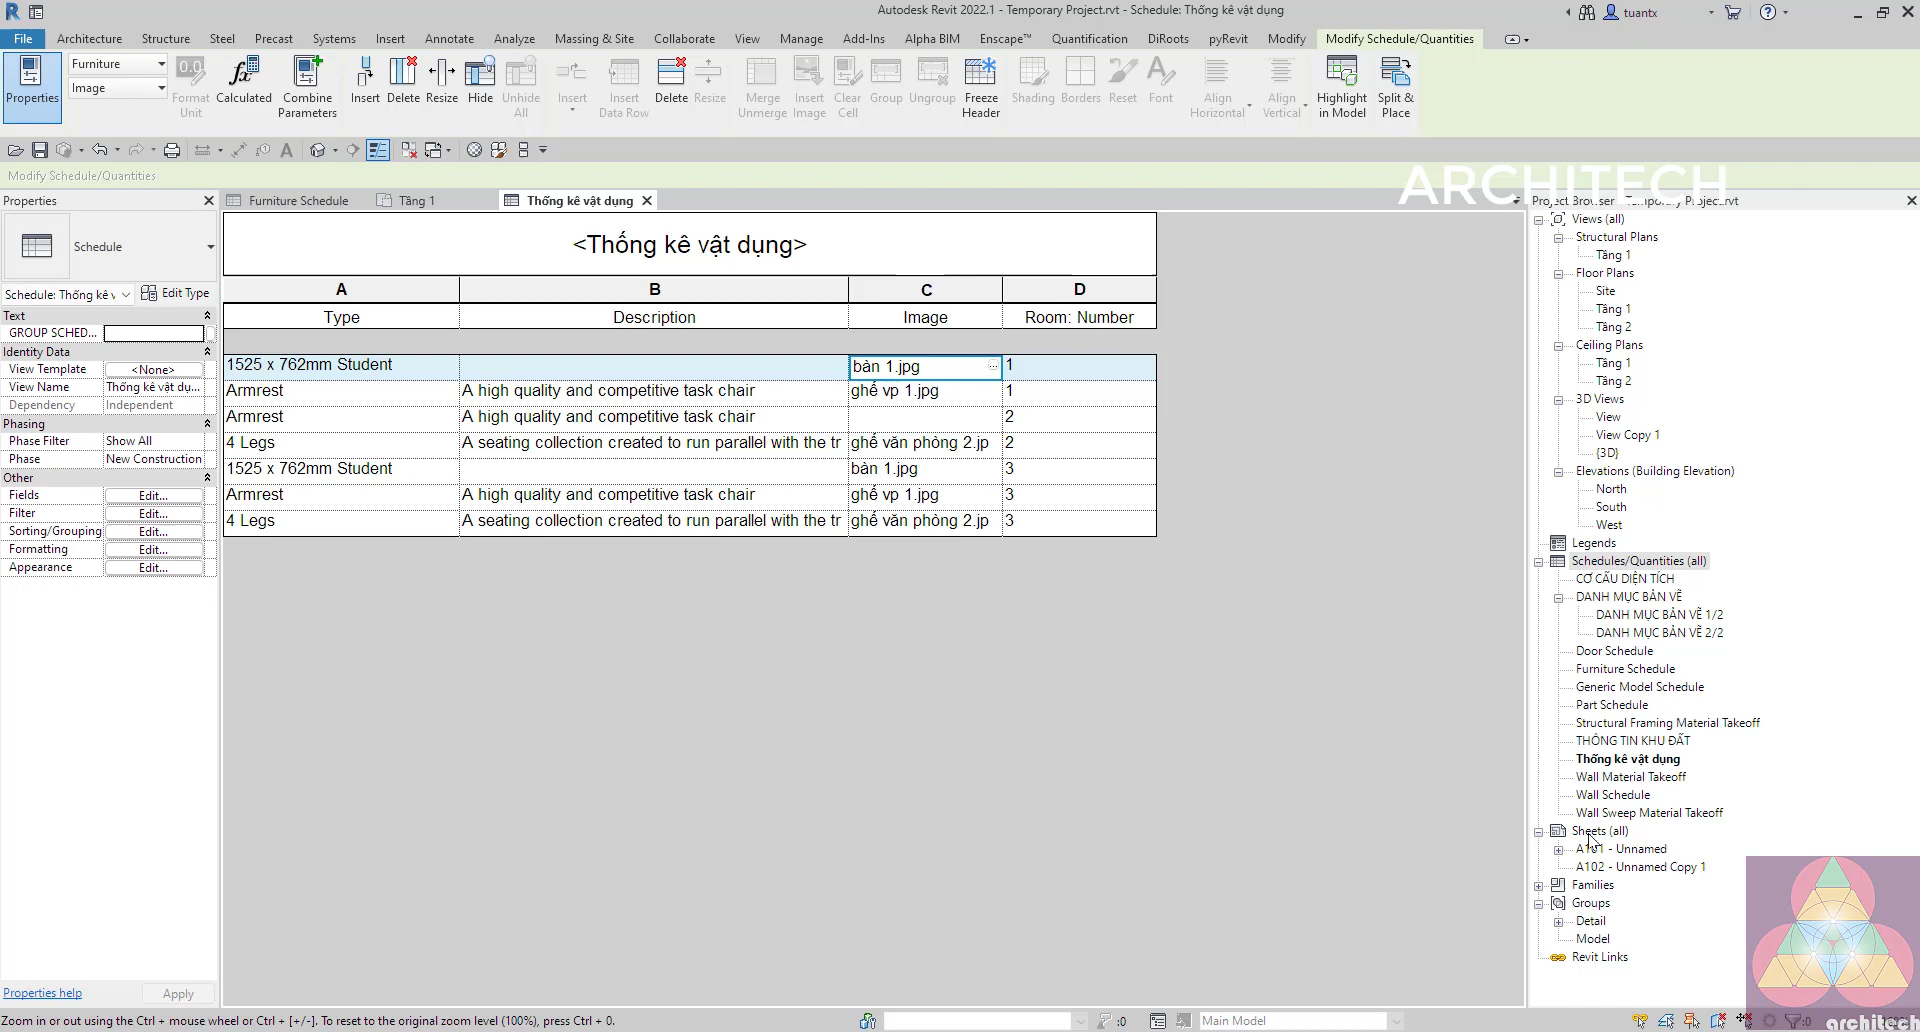 Autodesk Revit 2022.1 - Temporary Project.rvt - Schedule: Thống kê vật dụng
tuantx
File Architecture Structure Steel Precast Systems Insert Annotate Analyze Massing & Site Collaborate View Manage Add-Ins Alpha BIM Enscape™ Quantification DiRoots pyRevit Modify Modify Schedule/Quantities
Properties
Furniture
Image
Format Unit
Calculated
Combine Parameters
Insert
Delete
Resize
Hide
Unhide All
Insert
Insert Data Row
Delete
Resize
Merge Unmerge
Insert Image
Clear Cell
Group
Ungroup
Freeze Header
Shading
Borders
Reset
Font
Align Horizontal
Align Vertical
Highlight in Model
Split & Place
Modify Schedule/Quantities
ARCHITECH
Properties
Schedule
Schedule: Thống kê v
Edit Type
Text
GROUP SCHED...
Identity Data
View Template <None>
View Name Thống kê vật dụ...
Dependency Independent
Phasing
Phase Filter Show All
Phase New Construction
Other
Fields Edit...
Filter Edit...
Sorting/Grouping Edit...
Formatting Edit...
Appearance Edit...
Properties help
Apply
Furniture Schedule
Tầng 1
Thống kê vật dụng
<Thống kê vật dụng>
A B C D
Type Description Image Room: Number
1525 x 762mm Student bàn 1.jpg 1
Armrest A high quality and competitive task chair ghế vp 1.jpg 1
Armrest A high quality and competitive task chair 2
4 Legs A seating collection created to run parallel with the tr ghế văn phòng 2.jp 2
1525 x 762mm Student bàn 1.jpg 3
Armrest A high quality and competitive task chair ghế vp 1.jpg 3
4 Legs A seating collection created to run parallel with the tr ghế văn phòng 2.jp 3
Project Browser - Temporary Project.rvt
Views (all)
Structural Plans
Tầng 1
Floor Plans
Site
Tầng 1
Tầng 2
Ceiling Plans
Tầng 1
Tầng 2
3D Views
View
View Copy 1
{3D}
Elevations (Building Elevation)
North
South
West
Legends
Schedules/Quantities (all)
CƠ CẤU DIỆN TÍCH
DANH MỤC BẢN VẼ
DANH MỤC BẢN VẼ 1/2
DANH MỤC BẢN VẼ 2/2
Door Schedule
Furniture Schedule
Generic Model Schedule
Part Schedule
Structural Framing Material Takeoff
THÔNG TIN KHU ĐẤT
Thống kê vật dụng
Wall Material Takeoff
Wall Schedule
Wall Sweep Material Takeoff
Sheets (all)
A101 - Unnamed
A102 - Unnamed Copy 1
Families
Groups
Detail
Model
Revit Links
Zoom in or out using the Ctrl + mouse wheel or Ctrl + [+/-]. To reset to the original zoom level (100%), press Ctrl + 0.
:0
Main Model
:0
architech